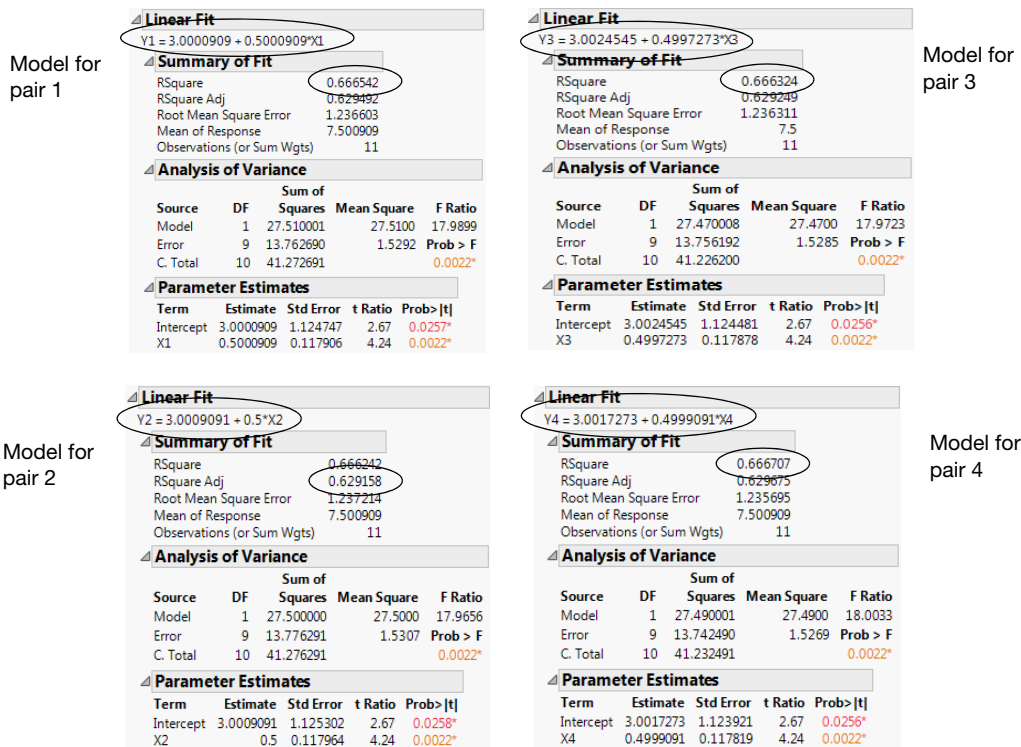 Model for
pair 1
Linear Fit
Y1 = 3.0000909 + 0.5000909*X1
Summary of Fit
RSquare 0.666542
RSquare Adj 0.629492
Root Mean Square Error 1.236603
Mean of Response 7.500909
Observations (or Sum Wgts) 11
Analysis of Variance
Sum of
Source DF Squares Mean Square F Ratio
Model 1 27.510001 27.5100 17.9899
Error 9 13.762690 1.5292 Prob > F
C. Total 10 41.272691 0.0022*
Parameter Estimates
Term Estimate Std Error t Ratio Prob>|t|
Intercept 3.0000909 1.124747 2.67 0.0257*
X1 0.5000909 0.117906 4.24 0.0022*
Model for
pair 3
Linear Fit
Y3 = 3.0024545 + 0.4997273*X3
Summary of Fit
RSquare 0.666324
RSquare Adj 0.629249
Root Mean Square Error 1.236311
Mean of Response 7.5
Observations (or Sum Wgts) 11
Analysis of Variance
Sum of
Source DF Squares Mean Square F Ratio
Model 1 27.470008 27.4700 17.9723
Error 9 13.756192 1.5285 Prob > F
C. Total 10 41.226200 0.0022*
Parameter Estimates
Term Estimate Std Error t Ratio Prob>|t|
Intercept 3.0024545 1.124481 2.67 0.0256*
X3 0.4997273 0.117878 4.24 0.0022*
Model for
pair 2
Linear Fit
Y2 = 3.0009091 + 0.5*X2
Summary of Fit
RSquare 0.666242
RSquare Adj 0.629158
Root Mean Square Error 1.237214
Mean of Response 7.500909
Observations (or Sum Wgts) 11
Analysis of Variance
Sum of
Source DF Squares Mean Square F Ratio
Model 1 27.500000 27.5000 17.9656
Error 9 13.776291 1.5307 Prob > F
C. Total 10 41.276291 0.0022*
Parameter Estimates
Term Estimate Std Error t Ratio Prob>|t|
Intercept 3.0009091 1.125302 2.67 0.0258*
X2 0.5 0.117964 4.24 0.0022*
Model for
pair 4
Linear Fit
Y4 = 3.0017273 + 0.4999091*X4
Summary of Fit
RSquare 0.666707
RSquare Adj 0.629675
Root Mean Square Error 1.235695
Mean of Response 7.500909
Observations (or Sum Wgts) 11
Analysis of Variance
Sum of
Source DF Squares Mean Square F Ratio
Model 1 27.490001 27.4900 18.0033
Error 9 13.742490 1.5269 Prob > F
C. Total 10 41.232491 0.0022*
Parameter Estimates
Term Estimate Std Error t Ratio Prob>|t|
Intercept 3.0017273 1.123921 2.67 0.0256*
X4 0.4999091 0.117819 4.24 0.0022*